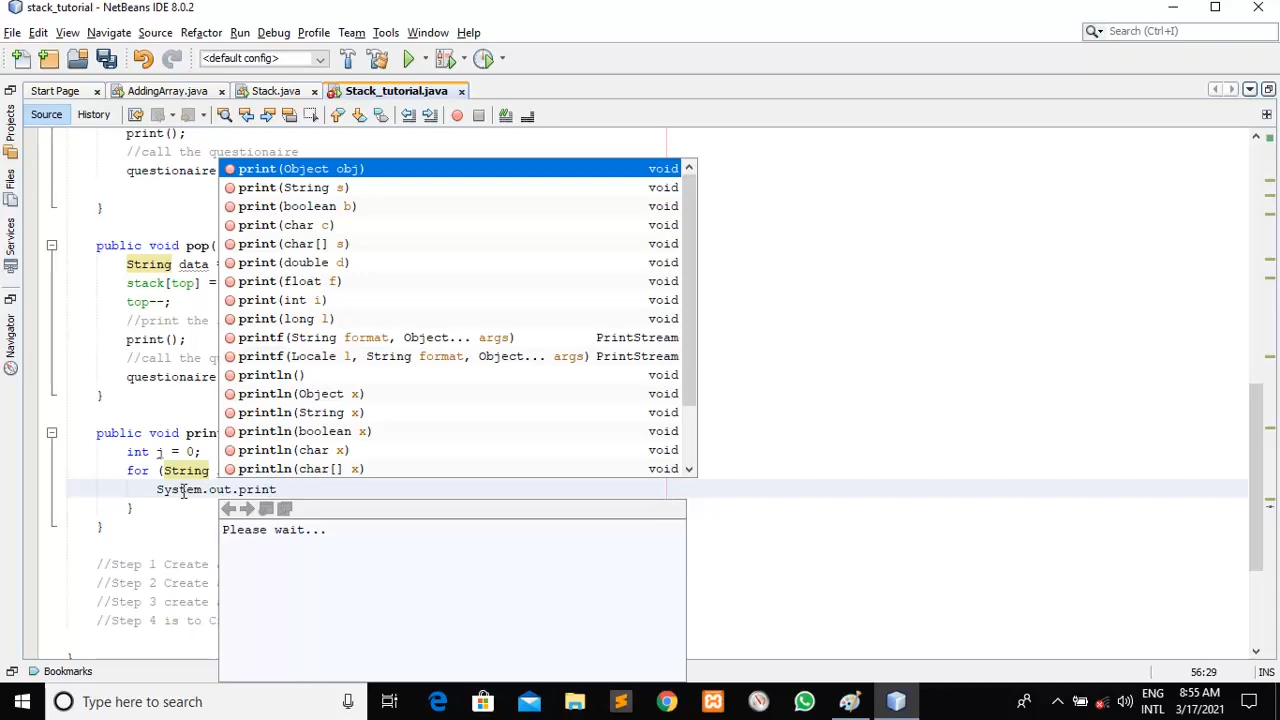 stack_tutorial - NetBeans IDE 8.0.2
File Edit View Navigate Source Refactor Run Debug Profile Team Tools Window Help
Search (Ctrl+I)
<default config>
Start Page x AddingArray.java x Stack.java x Stack_tutorial.java x
Source History
Projects
Files
Services
Navigator
print();
//call the questionaire
questionaire
}
public void pop(
String data =
stack[top] =
top--;
//print the
print();
//call the q
questionaire
}
public void prin
int j = 0;
for (String
System.out.print
}
}
//Step 1 Create
//Step 2 Create
//Step 3 create
//Step 4 is to C
}
print(Object obj) void
print(String s) void
print(boolean b) void
print(char c) void
print(char[] s) void
print(double d) void
print(float f) void
print(int i) void
print(long l) void
printf(String format, Object... args) PrintStream
printf(Locale l, String format, Object... args) PrintStream
println() void
println(Object x) void
println(String x) void
println(boolean x) void
println(char x) void
println(char[] x) void
Please wait...
Bookmarks
56:29 INS
Type here to search
ENG
INTL
8:55 AM
3/17/2021